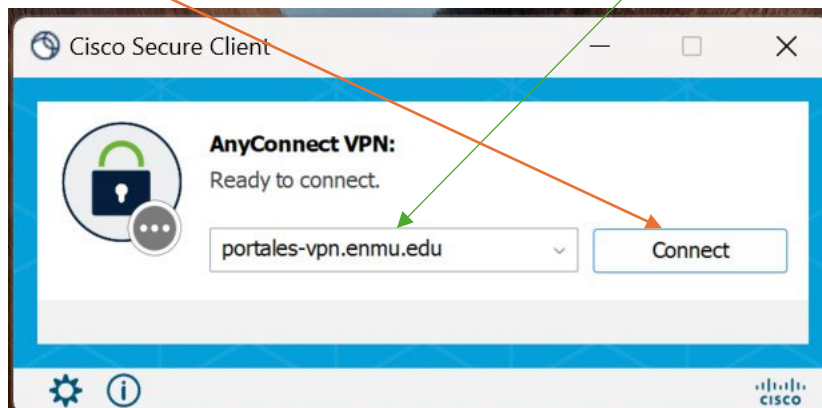 Cisco Secure Client
AnyConnect VPN:
Ready to connect.
portales-vpn.enmu.edu
Connect
CISCO